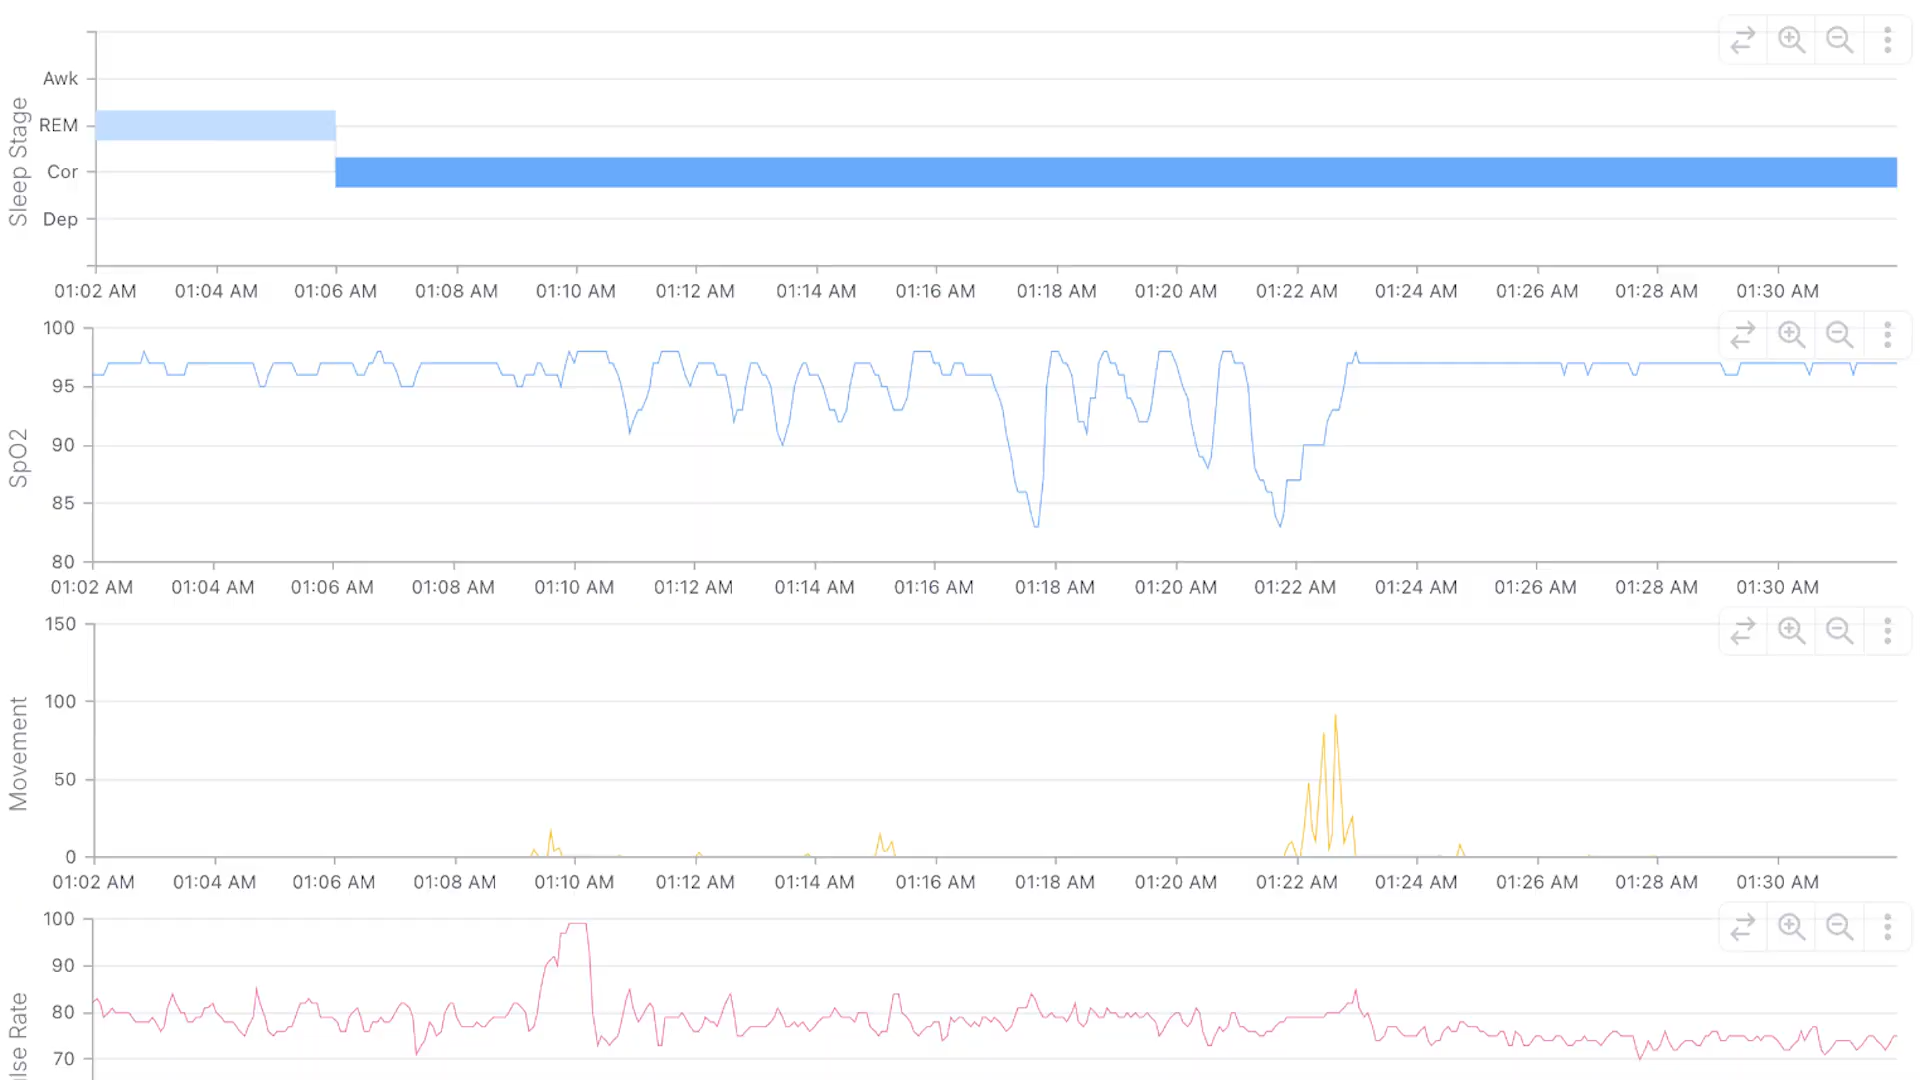 Sleep Stage
Awk
REM
Cor
Dep
01:02 AM 01:04 AM 01:06 AM 01:08 AM 01:10 AM 01:12 AM 01:14 AM 01:16 AM 01:18 AM 01:20 AM 01:22 AM 01:24 AM 01:26 AM 01:28 AM 01:30 AM
SpO2
100
95
90
85
80
01:02 AM 01:04 AM 01:06 AM 01:08 AM 01:10 AM 01:12 AM 01:14 AM 01:16 AM 01:18 AM 01:20 AM 01:22 AM 01:24 AM 01:26 AM 01:28 AM 01:30 AM
Movement
150
100
50
0
01:02 AM 01:04 AM 01:06 AM 01:08 AM 01:10 AM 01:12 AM 01:14 AM 01:16 AM 01:18 AM 01:20 AM 01:22 AM 01:24 AM 01:26 AM 01:28 AM 01:30 AM
lse Rate
100
90
80
70